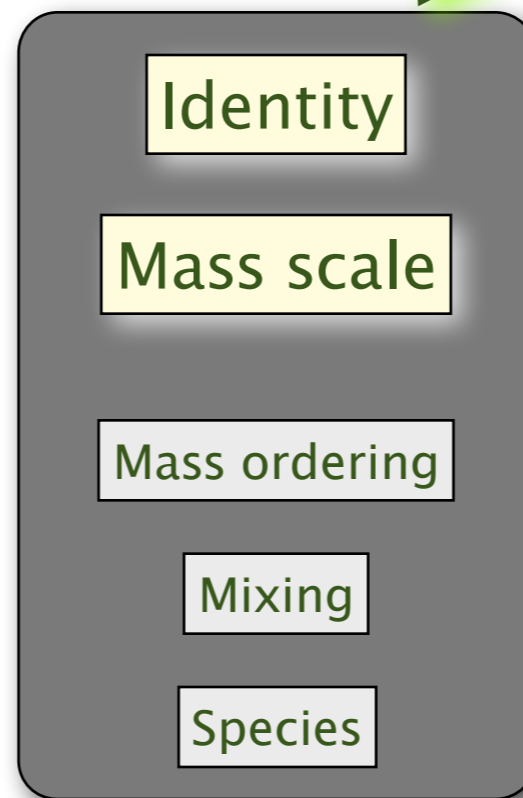 Identity
Mass scale
Mass ordering
Mixing
Species